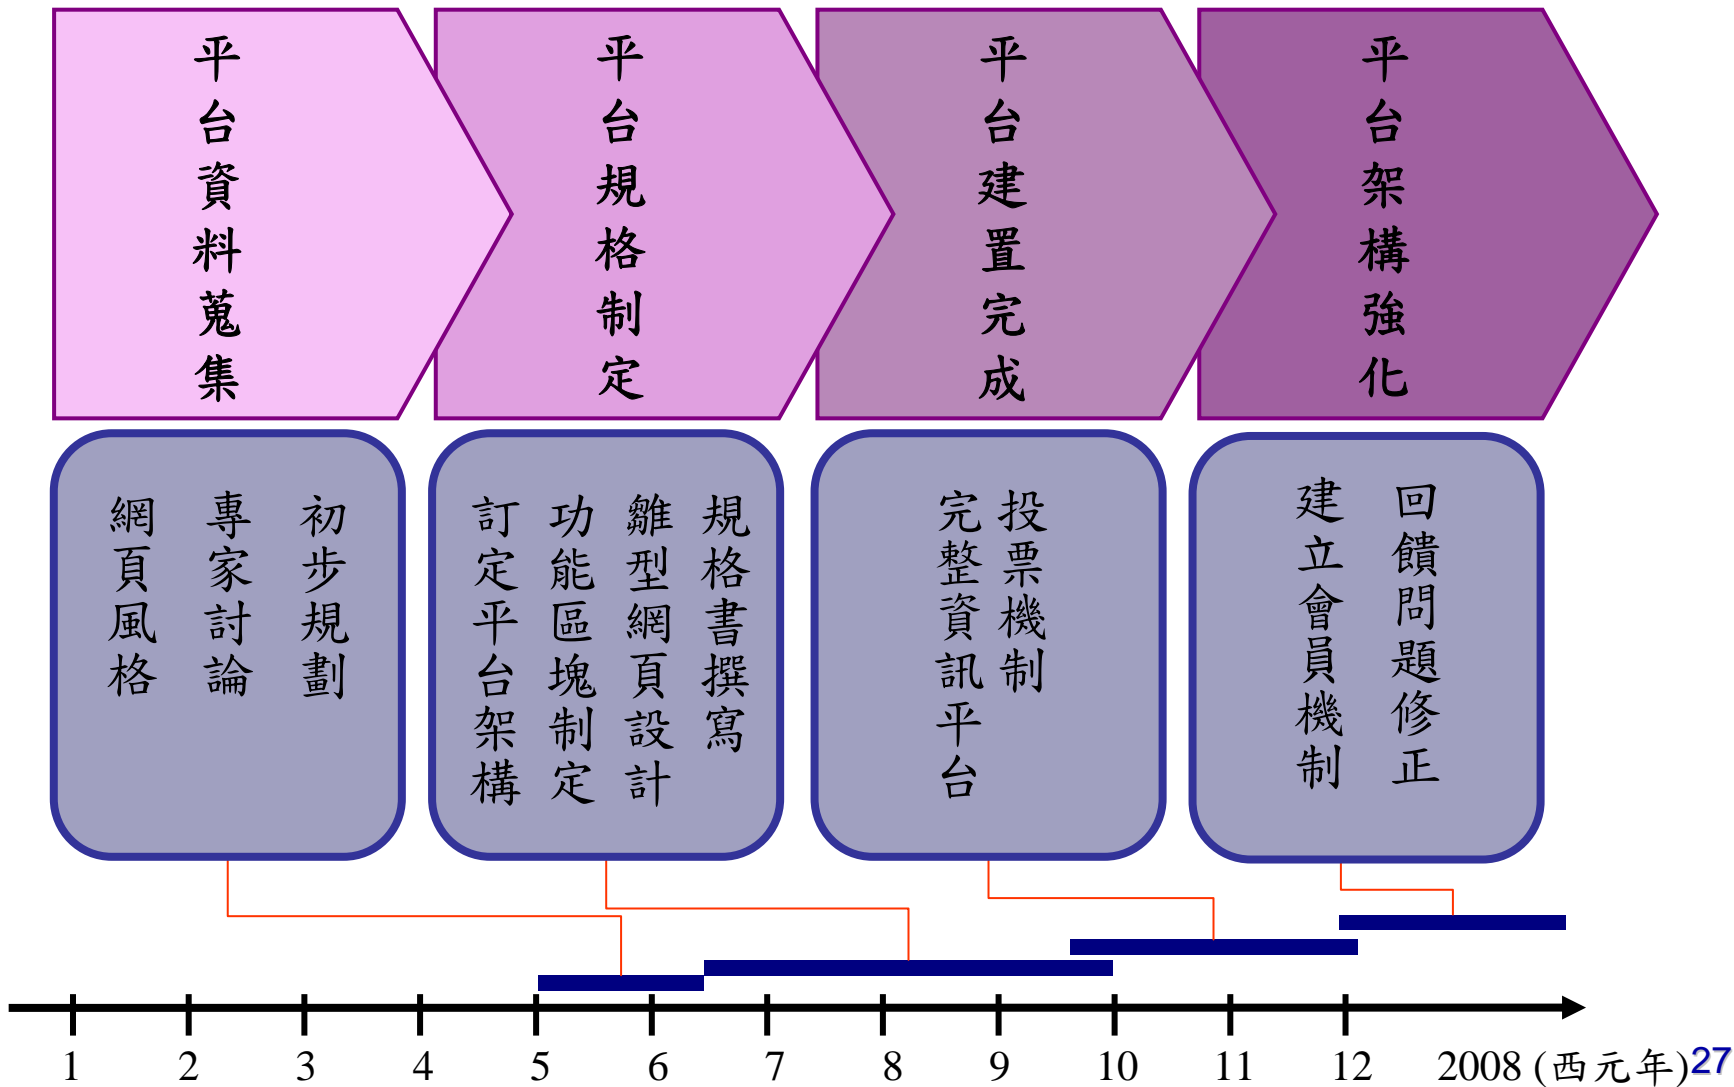 平台資料蒐集
平台規格制定
平台建置完成
平台架構強化
網頁風格
專家討論
初步規劃
訂定平台架構
功能區塊制定
雛型網頁設計
規格書撰寫
完整資訊平台
投票機制
建立會員機制
回饋問題修正
1 2 3 4 5 6 7 8 9 10 11 12 2008 (西元年)
27